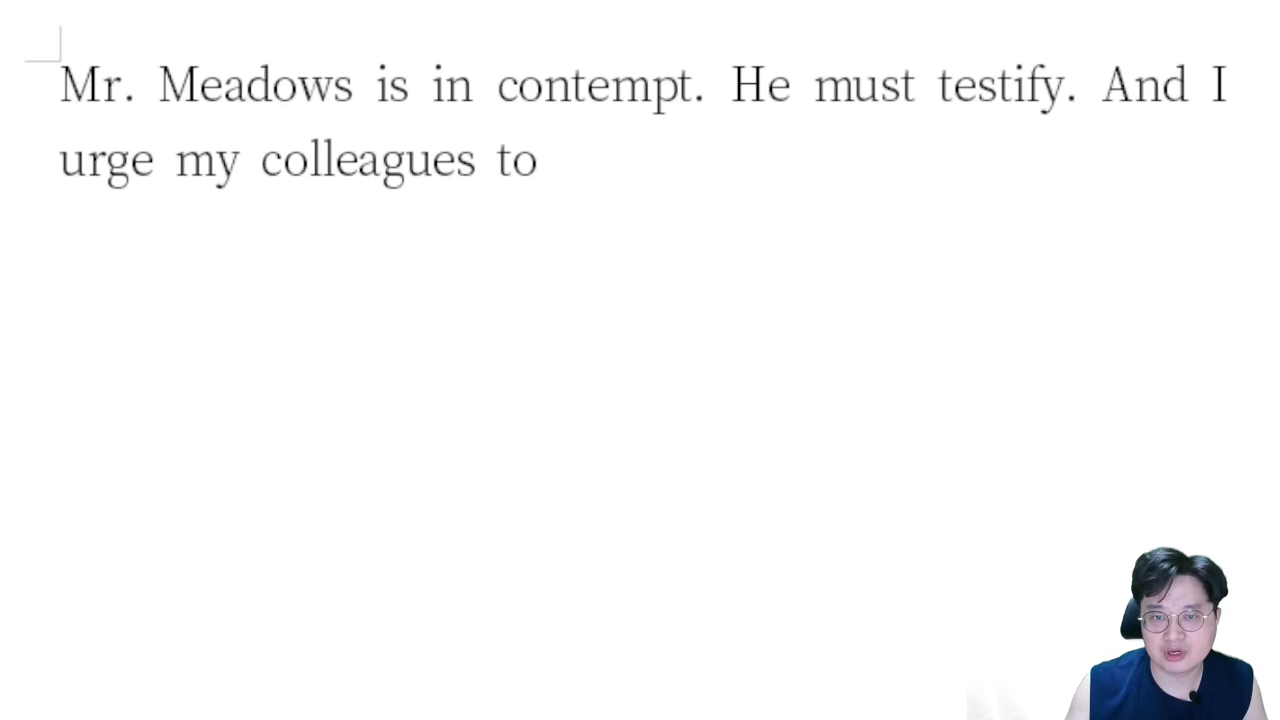 Mr. Meadows is in contempt. He must testify. And I
urge my colleagues to